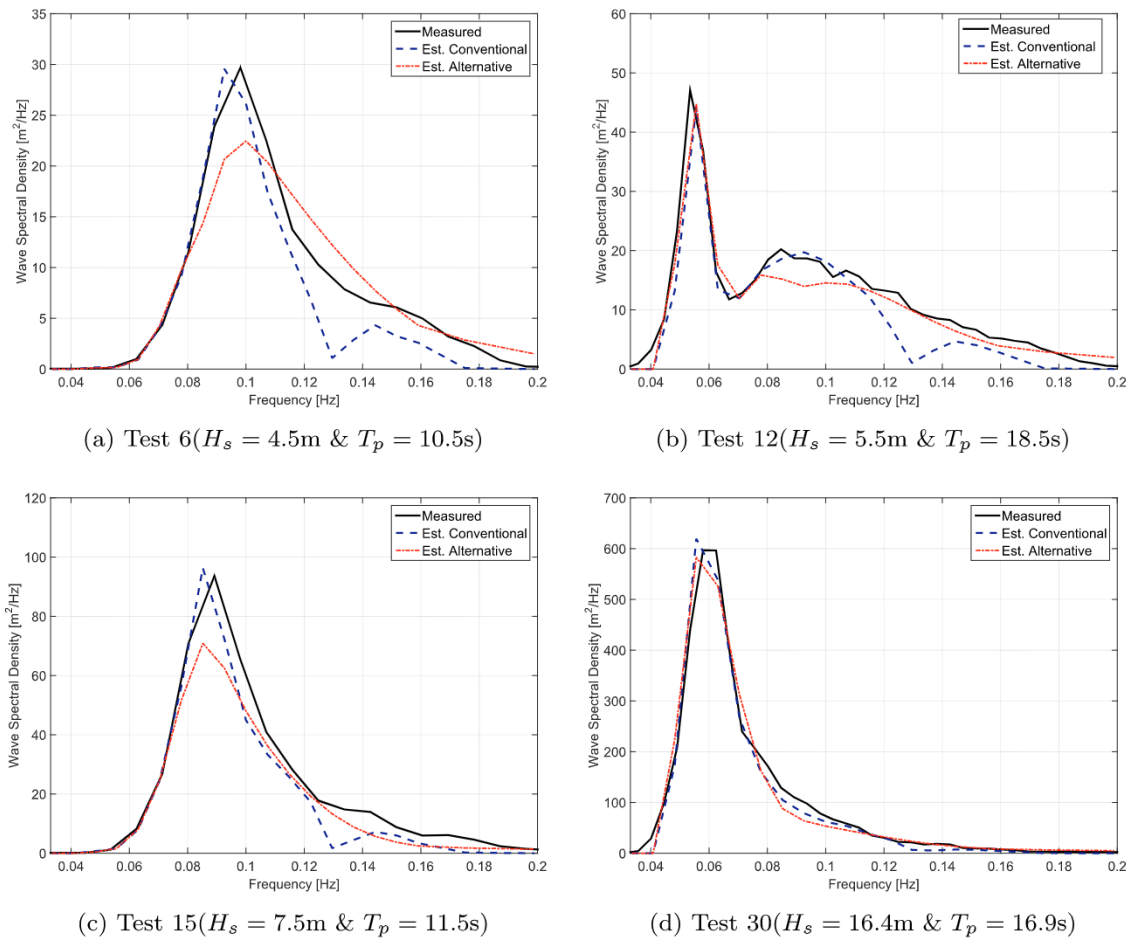 35
30
25
20
15
10
5
0
Wave Spectral Density [m²/Hz]
0.04 0.06 0.08 0.1 0.12 0.14 0.16 0.18 0.2
Frequency [Hz]
Measured
Est. Conventional
Est. Alternative
(a) Test 6(H_s = 4.5m & T_p = 10.5s)
60
50
40
30
20
10
0
Wave Spectral Density [m²/Hz]
0.04 0.06 0.08 0.1 0.12 0.14 0.16 0.18 0.2
Frequency [Hz]
Measured
Est. Conventional
Est. Alternative
(b) Test 12(H_s = 5.5m & T_p = 18.5s)
120
100
80
60
40
20
0
Wave Spectral Density [m²/Hz]
0.04 0.06 0.08 0.1 0.12 0.14 0.16 0.18 0.2
Frequency [Hz]
Measured
Est. Conventional
Est. Alternative
(c) Test 15(H_s = 7.5m & T_p = 11.5s)
700
600
500
400
300
200
100
0
Wave Spectral Density [m²/Hz]
0.04 0.06 0.08 0.1 0.12 0.14 0.16 0.18 0.2
Frequency [Hz]
Measured
Est. Conventional
Est. Alternative
(d) Test 30(H_s = 16.4m & T_p = 16.9s)